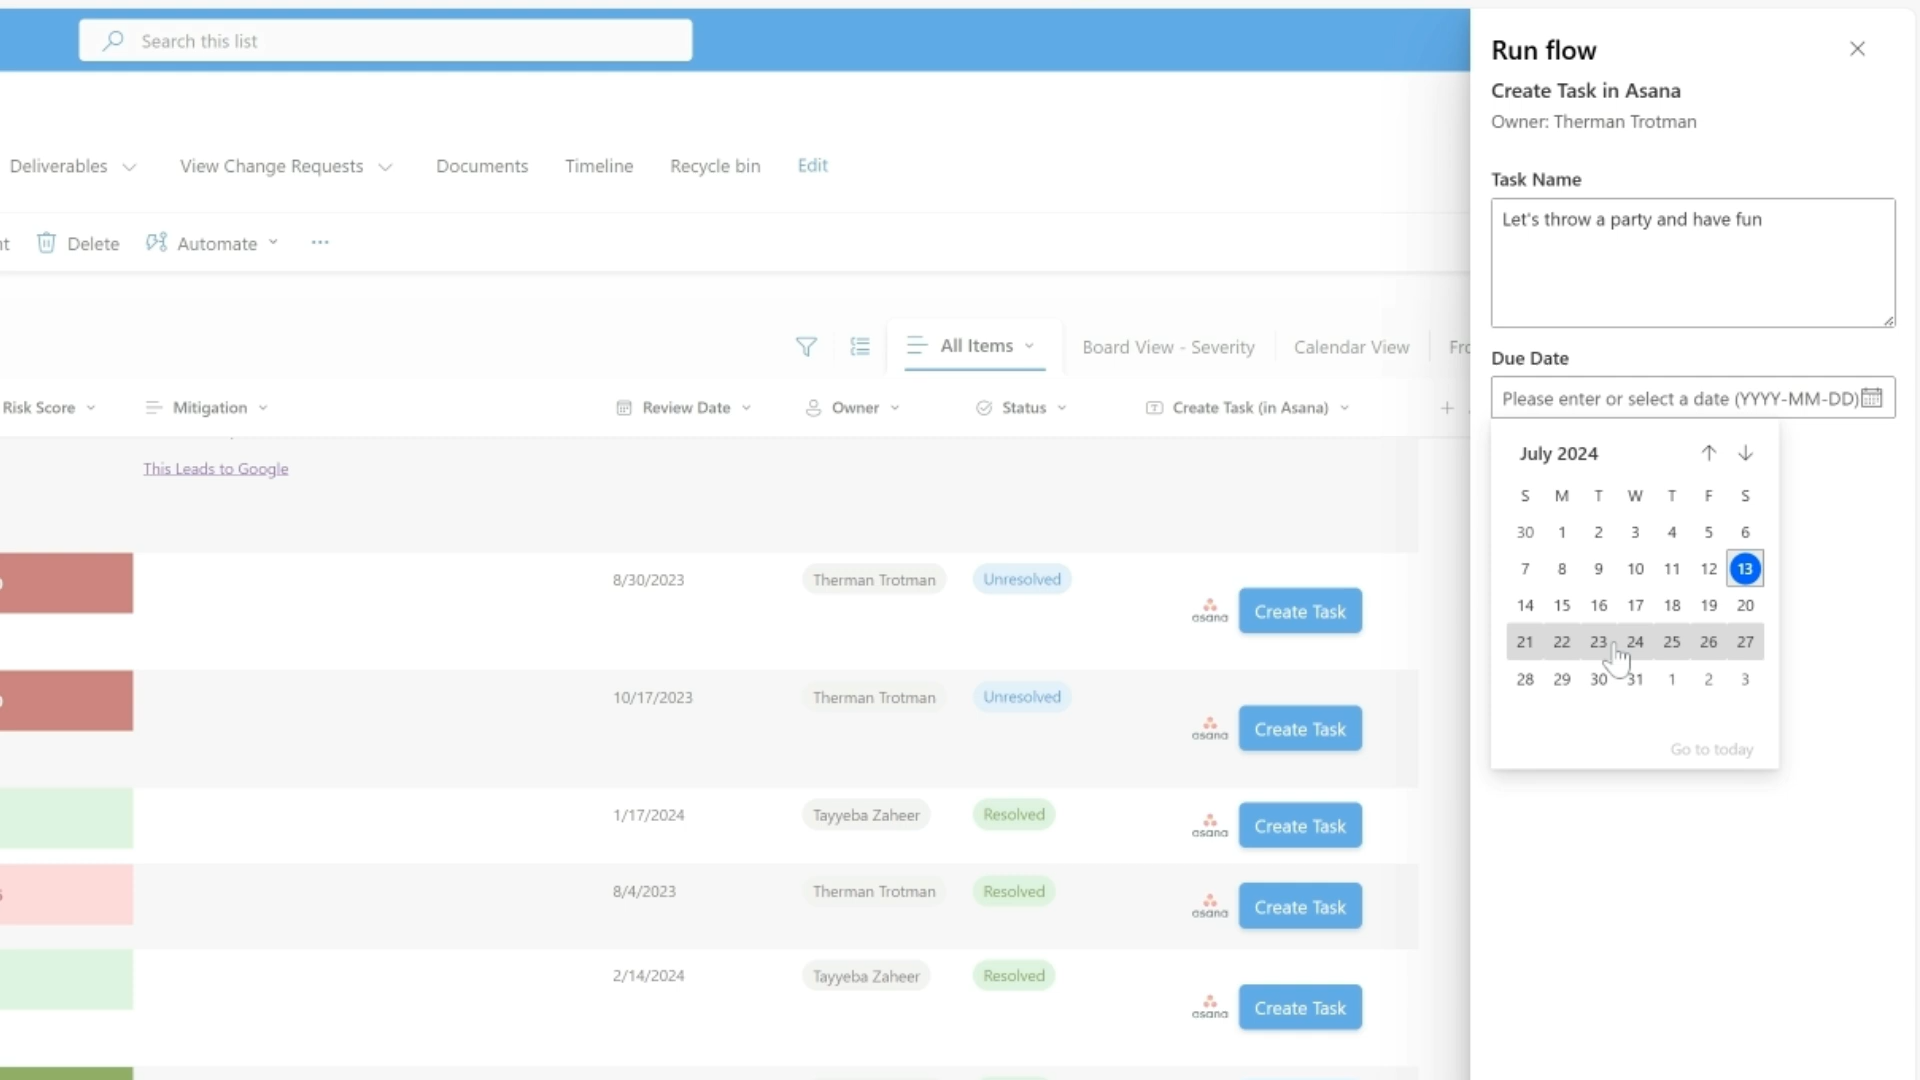 Search this list
Deliverables
View Change Requests
Documents
Timeline
Recycle bin
Edit
Delete
Automate
All Items
Board View - Severity
Calendar View
Risk Score
Mitigation
Review Date
Owner
Status
Create Task (in Asana)
This Leads to Google
8/30/2023 Therman Trotman Unresolved
asana Create Task
10/17/2023 Therman Trotman Unresolved
asana Create Task
1/17/2024 Tayyeba Zaheer Resolved
asana Create Task
8/4/2023 Therman Trotman Resolved
asana Create Task
2/14/2024 Tayyeba Zaheer Resolved
asana Create Task
Run flow
Create Task in Asana
Owner: Therman Trotman
Task Name
Let's throw a party and have fun
Due Date
Please enter or select a date (YYYY-MM-DD)
July 2024
S M T W T F S
30 1 2 3 4 5 6
7 8 9 10 11 12 13
14 15 16 17 18 19 20
21 22 23 24 25 26 27
28 29 30 31 1 2 3
Go to today